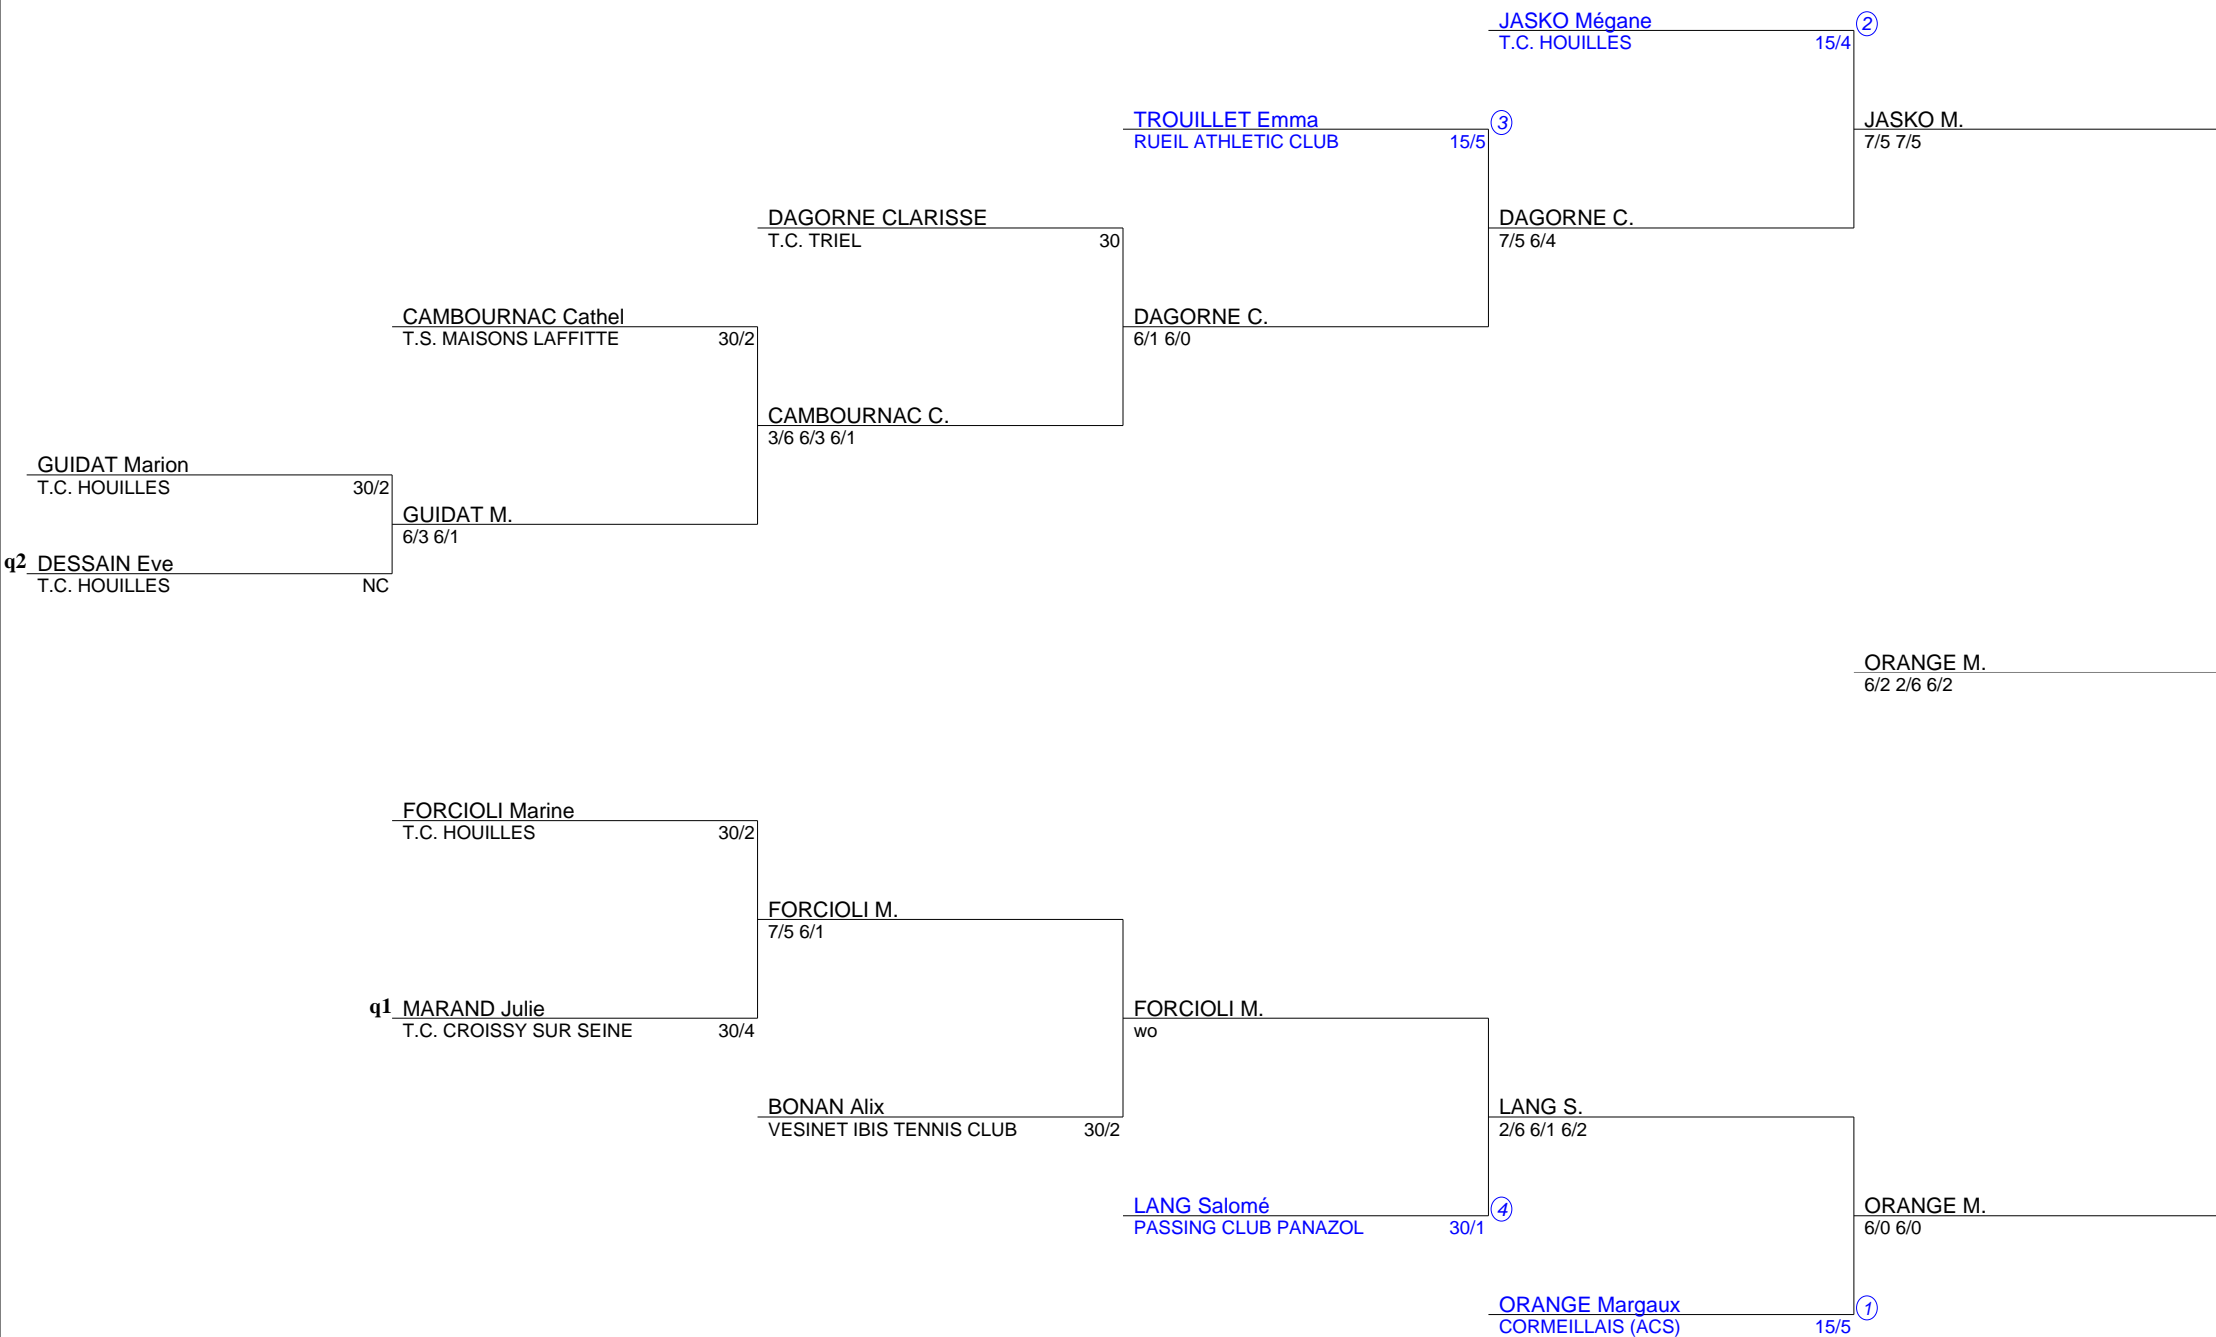 JASKO Mégane 2
T.C. HOUILLES 15/4
TROUILLET Emma 3
RUEIL ATHLETIC CLUB 15/5
JASKO M.
7/5 7/5
DAGORNE CLARISSE
T.C. TRIEL 30
DAGORNE C.
7/5 6/4
CAMBOURNAC Cathel
T.S. MAISONS LAFFITTE 30/2
DAGORNE C.
6/1 6/0
CAMBOURNAC C.
3/6 6/3 6/1
GUIDAT Marion
T.C. HOUILLES 30/2
GUIDAT M.
6/3 6/1
q2 DESSAIN Eve
T.C. HOUILLES NC
ORANGE M.
6/2 2/6 6/2
FORCIOLI Marine
T.C. HOUILLES 30/2
FORCIOLI M.
7/5 6/1
q1 MARAND Julie
T.C. CROISSY SUR SEINE 30/4
FORCIOLI M.
wo
BONAN Alix
VESINET IBIS TENNIS CLUB 30/2
LANG S.
2/6 6/1 6/2
LANG Salomé 4
PASSING CLUB PANAZOL 30/1
ORANGE M.
6/0 6/0
ORANGE Margaux 1
CORMEILLAIS (ACS) 15/5